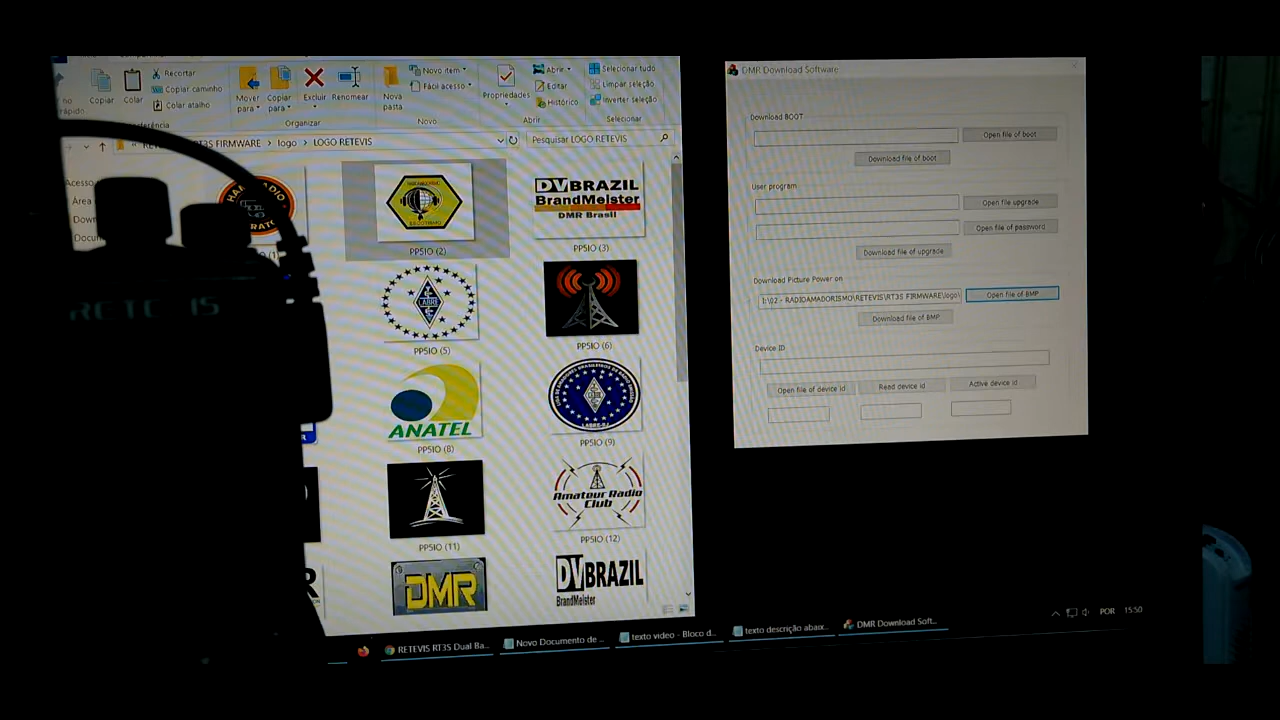 Recortar
Copiar caminho
Colar atalho
Copiar
Colar
Mover
para
Copiar
para
Excluir
Renomear
Organizar
Nova
pasta
Novo item
Fácil acesso
Novo
Propriedades
Abrir
Editar
Histórico
Abrir
Selecionar tudo
Limpar seleção
Inverter seleção
Selecionar
RT3S FIRMWARE > logo > LOGO RETEVIS
Pesquisar LOGO RETEVIS
Acesso
DVBRAZIL
BrandMeister
DMR Brasil
PP5IO (2)
PP5IO (3)
LABRE
PP5IO (5)
PP5IO (6)
ANATEL
PP5IO (8)
PP5IO (9)
Amateur Radio
Club
PP5IO (11)
PP5IO (12)
DMR
DVBRAZIL
BrandMeister
RETEVIS
DMR Download Software
Download BOOT
Open file of boot
Download file of boot
User program
Open file upgrade
Open file of password
Download file of upgrade
Download Picture Power on
I:\02 - RADIOAMADORISMO\RETEVIS\RT3S FIRMWARE\logo\
Open file of BMP
Download file of BMP
Device ID
Open file of device id
Read device id
Active device id
RETEVIS RT3S Dual Ba...
Novo Documento de ...
texto video - Bloco d...
texto descrição abaix...
DMR Download Soft...
POR
15:50